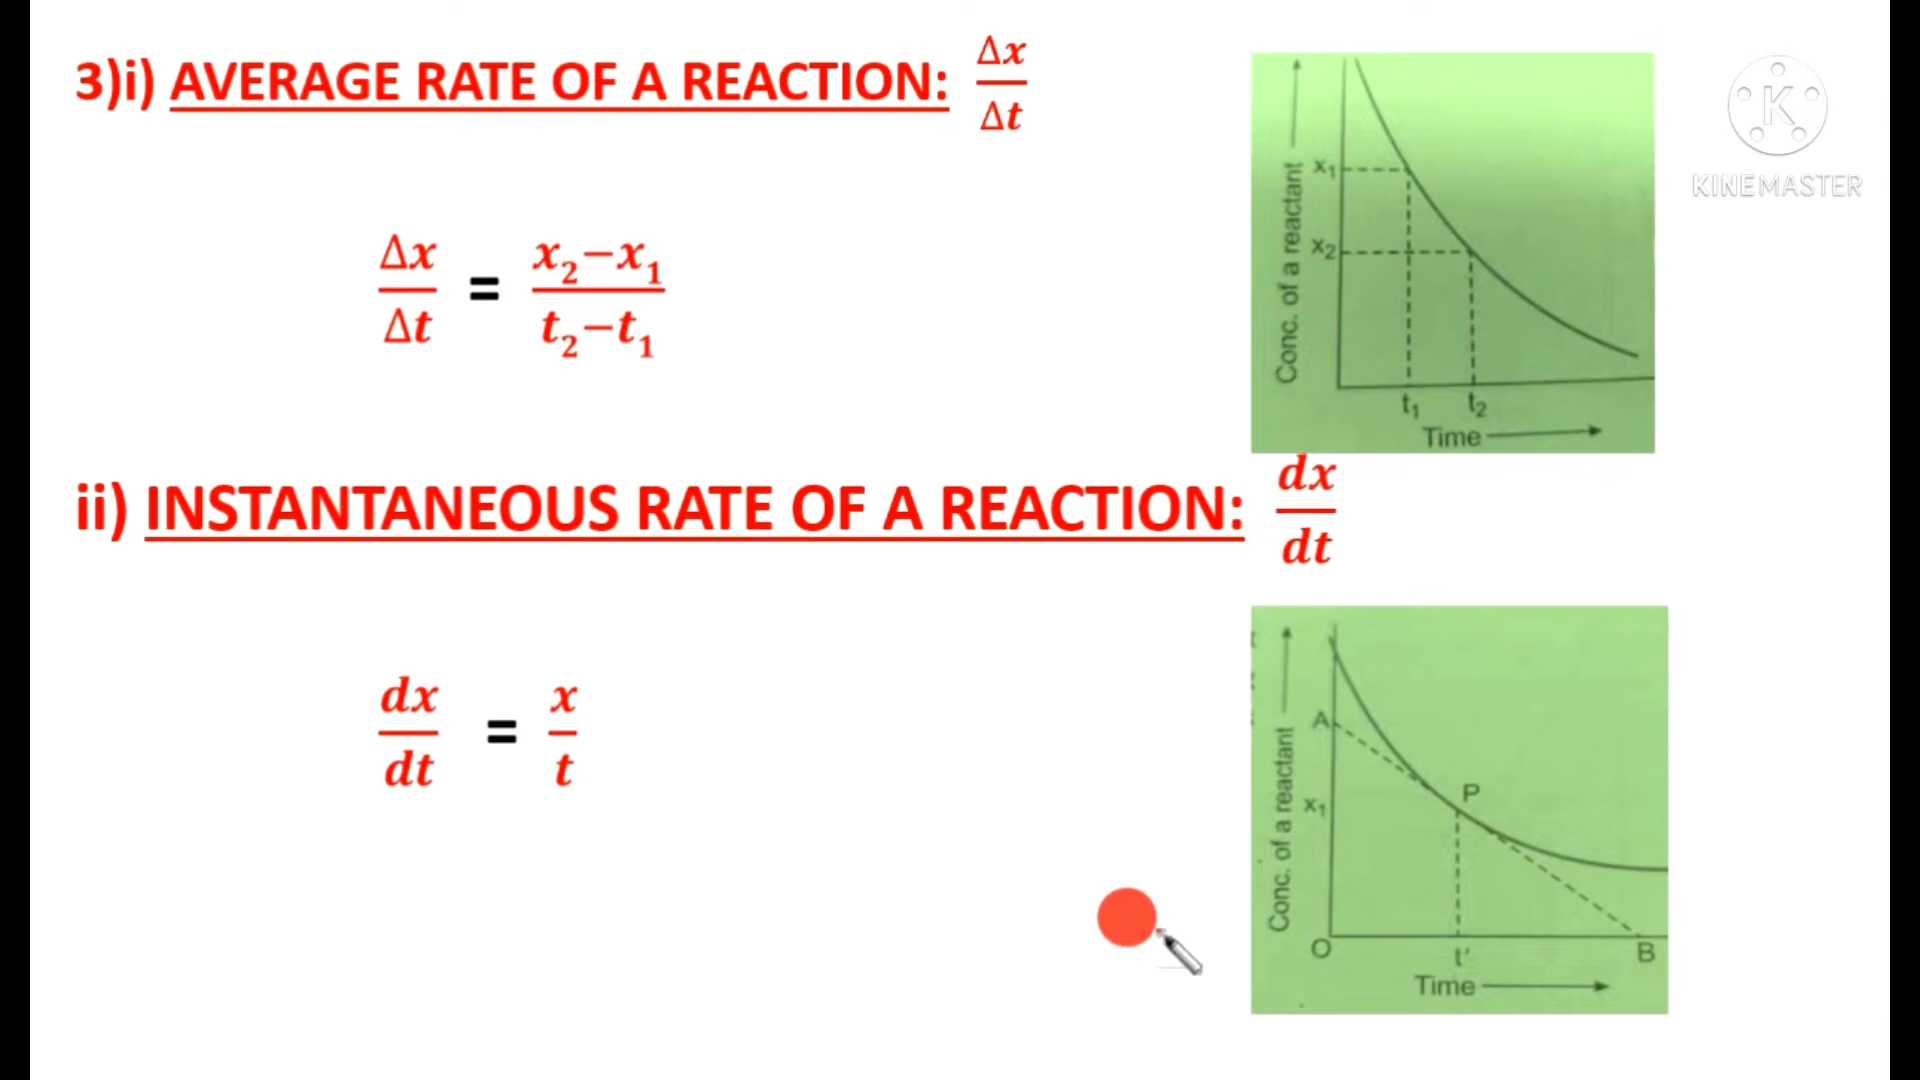 3)i) AVERAGE RATE OF A REACTION: Δx/Δt
Δx/Δt = x₂−x₁/t₂−t₁
Conc. of a reactant
x₁
x₂
t₁ t₂
Time
KINEMASTER
ii) INSTANTANEOUS RATE OF A REACTION: dx/dt
dx/dt = x/t
Conc. of a reactant
A
P
x₁
O t′ B
Time